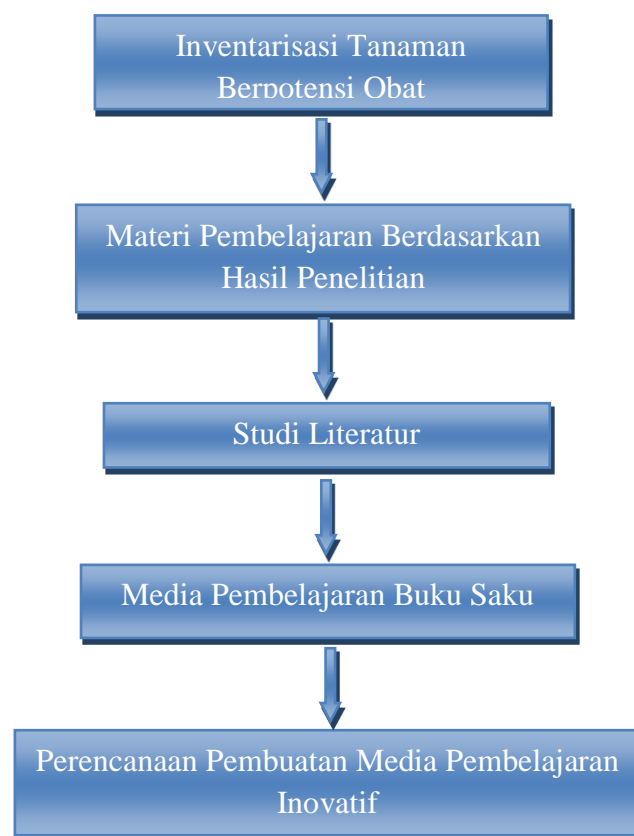 Inventarisasi Tanaman
Berpotensi Obat
Materi Pembelajaran Berdasarkan
Hasil Penelitian
Studi Literatur
Media Pembelajaran Buku Saku
Perencanaan Pembuatan Media Pembelajaran
Inovatif